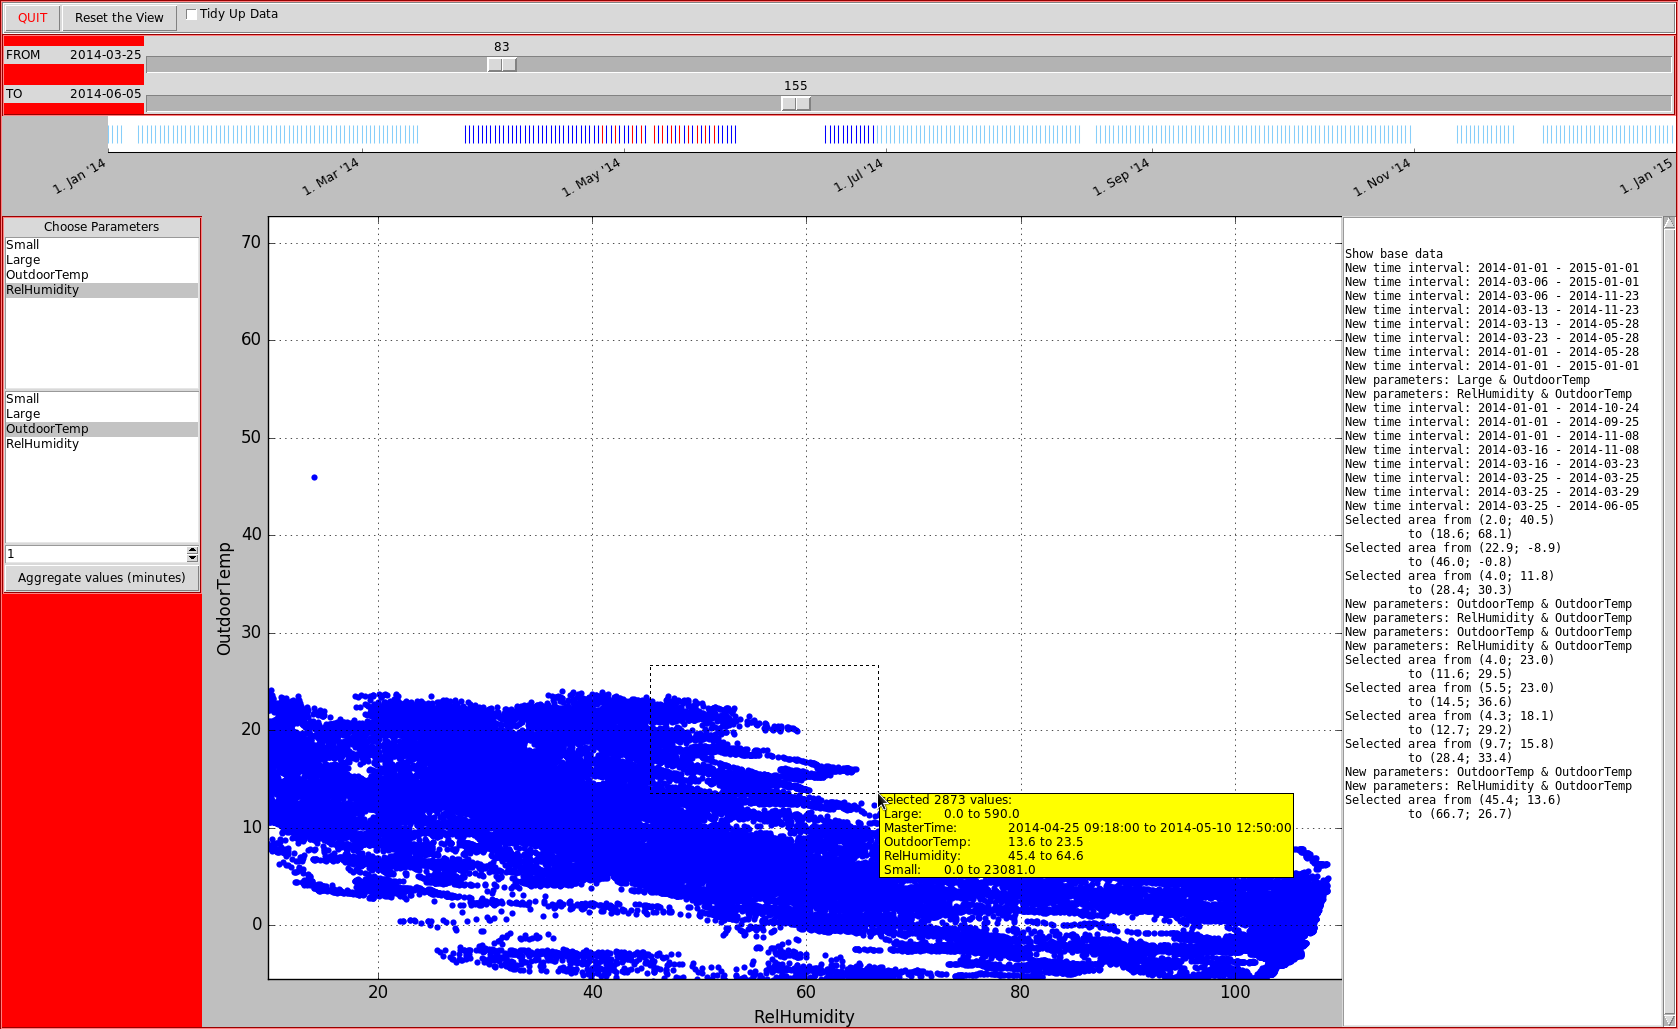 QUIT Reset the View Tidy Up Data
83
FROM 2014-03-25
155
TO 2014-06-05
1. Jan '14 1. Mar '14 1. May '14 1. Jul '14 1. Sep '14 1. Nov '14 1. Jan '15
Choose Parameters
Small
Large
OutdoorTemp
RelHumidity
Small
Large
OutdoorTemp
RelHumidity
1
Aggregate values (minutes)
70
60
50
40
30
20
10
0
OutdoorTemp
20 40 60 80 100
RelHumidity
elected 2873 values:
Large: 0.0 to 590.0
MasterTime: 2014-04-25 09:18:00 to 2014-05-10 12:50:00
OutdoorTemp: 13.6 to 23.5
RelHumidity: 45.4 to 64.6
Small: 0.0 to 23081.0
Show base data
New time interval: 2014-01-01 - 2015-01-01
New time interval: 2014-03-06 - 2015-01-01
New time interval: 2014-03-06 - 2014-11-23
New time interval: 2014-03-13 - 2014-11-23
New time interval: 2014-03-13 - 2014-05-28
New time interval: 2014-03-23 - 2014-05-28
New time interval: 2014-01-01 - 2014-05-28
New time interval: 2014-01-01 - 2015-01-01
New parameters: Large & OutdoorTemp
New parameters: RelHumidity & OutdoorTemp
New time interval: 2014-01-01 - 2014-10-24
New time interval: 2014-01-01 - 2014-09-25
New time interval: 2014-01-01 - 2014-11-08
New time interval: 2014-03-16 - 2014-11-08
New time interval: 2014-03-16 - 2014-03-23
New time interval: 2014-03-25 - 2014-03-25
New time interval: 2014-03-25 - 2014-03-29
New time interval: 2014-03-25 - 2014-06-05
Selected area from (2.0; 40.5)
to (18.6; 68.1)
Selected area from (22.9; -8.9)
to (46.0; -0.8)
Selected area from (4.0; 11.8)
to (28.4; 30.3)
New parameters: OutdoorTemp & OutdoorTemp
New parameters: RelHumidity & OutdoorTemp
New parameters: OutdoorTemp & OutdoorTemp
New parameters: RelHumidity & OutdoorTemp
Selected area from (4.0; 23.0)
to (11.6; 29.5)
Selected area from (5.5; 23.0)
to (14.5; 36.6)
Selected area from (4.3; 18.1)
to (12.7; 29.2)
Selected area from (9.7; 15.8)
to (28.4; 33.4)
New parameters: OutdoorTemp & OutdoorTemp
New parameters: RelHumidity & OutdoorTemp
Selected area from (45.4; 13.6)
to (66.7; 26.7)